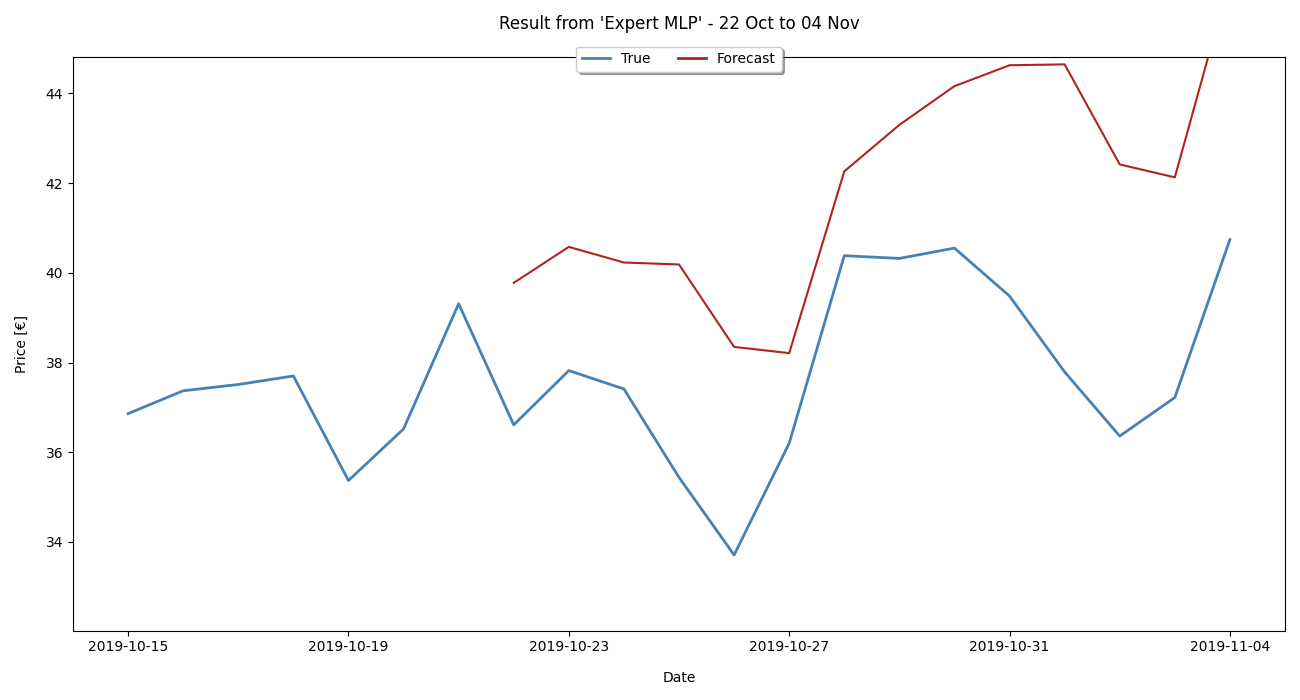 Result from 'Expert MLP' - 22 Oct to 04 Nov
True Forecast
44
42
40
38
36
34
Price [€]
2019-10-15 2019-10-19 2019-10-23 2019-10-27 2019-10-31 2019-11-04
Date